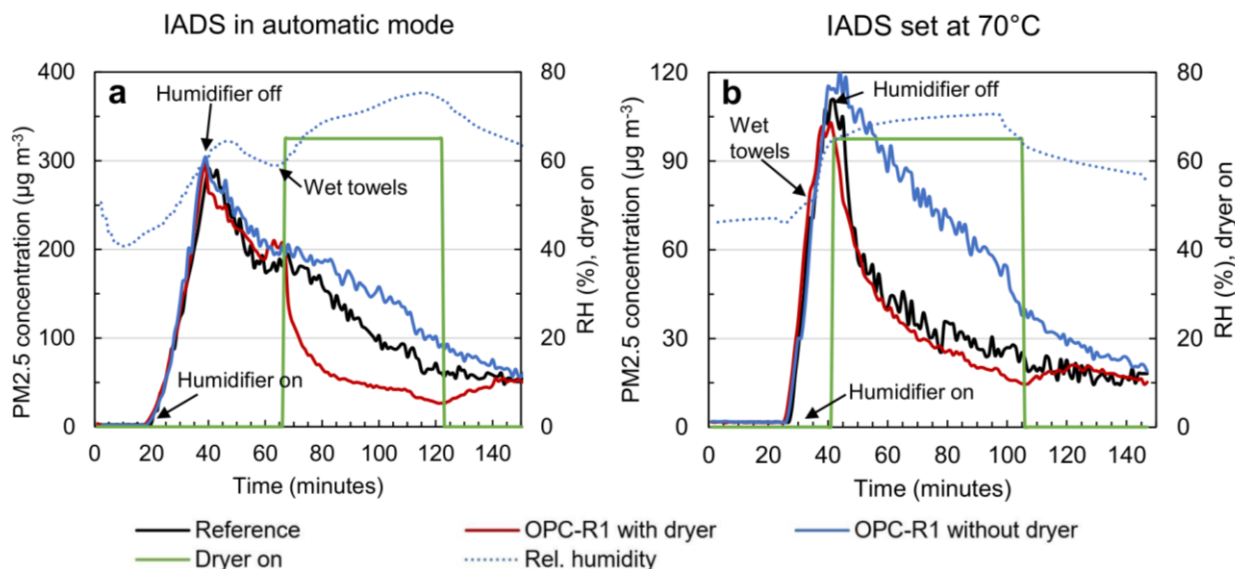 IADS in automatic mode
IADS set at 70°C
PM2.5 concentration (µg m⁻³)
400
300
200
100
0
a
Humidifier off
Wet towels
Humidifier on
80
60
40
20
0
RH (%), dryer on
0 20 40 60 80 100 120 140
Time (minutes)
PM2.5 concentration (µg m⁻³)
120
90
60
30
0
b
Humidifier off
Wet
towels
Humidifier on
80
60
40
20
0
RH (%), dryer on
0 20 40 60 80 100 120 140
Time (minutes)
Reference
OPC-R1 with dryer
OPC-R1 without dryer
Dryer on
Rel. humidity